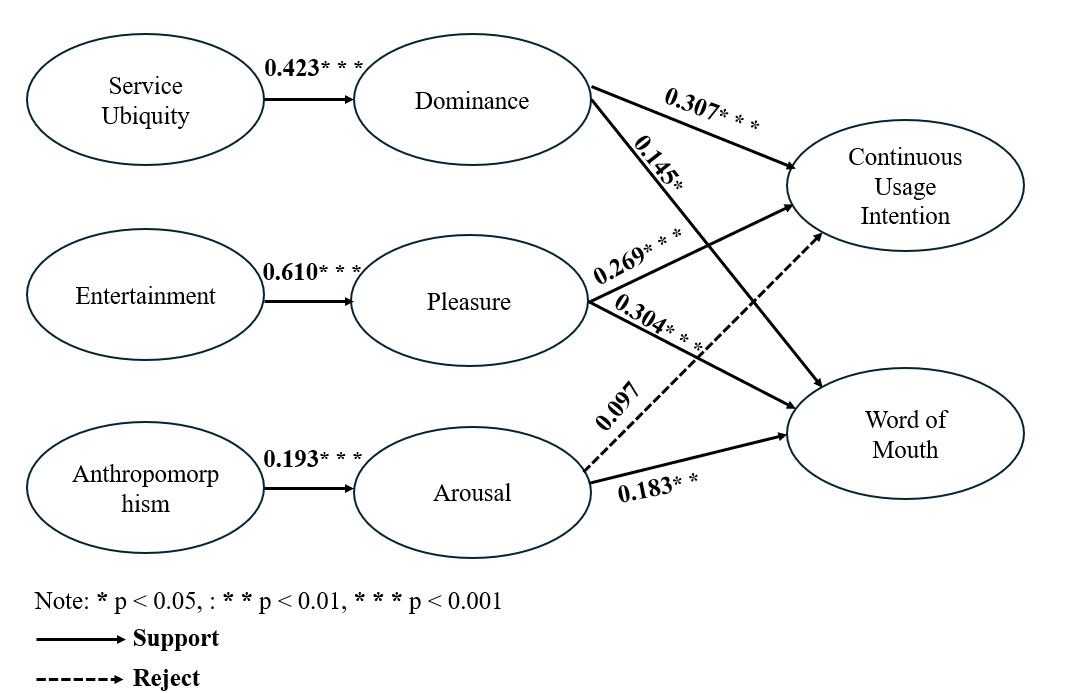 Service
Ubiquity
0.423***
Dominance
0.307***
0.145*
Continuous
Usage
Intention
Entertainment
0.610***
Pleasure
0.269***
0.304***
0.097
Anthropomorp
hism
0.193***
Arousal
0.183**
Word of
Mouth
Note: * p < 0.05, : ** p < 0.01, *** p < 0.001
Support
Reject